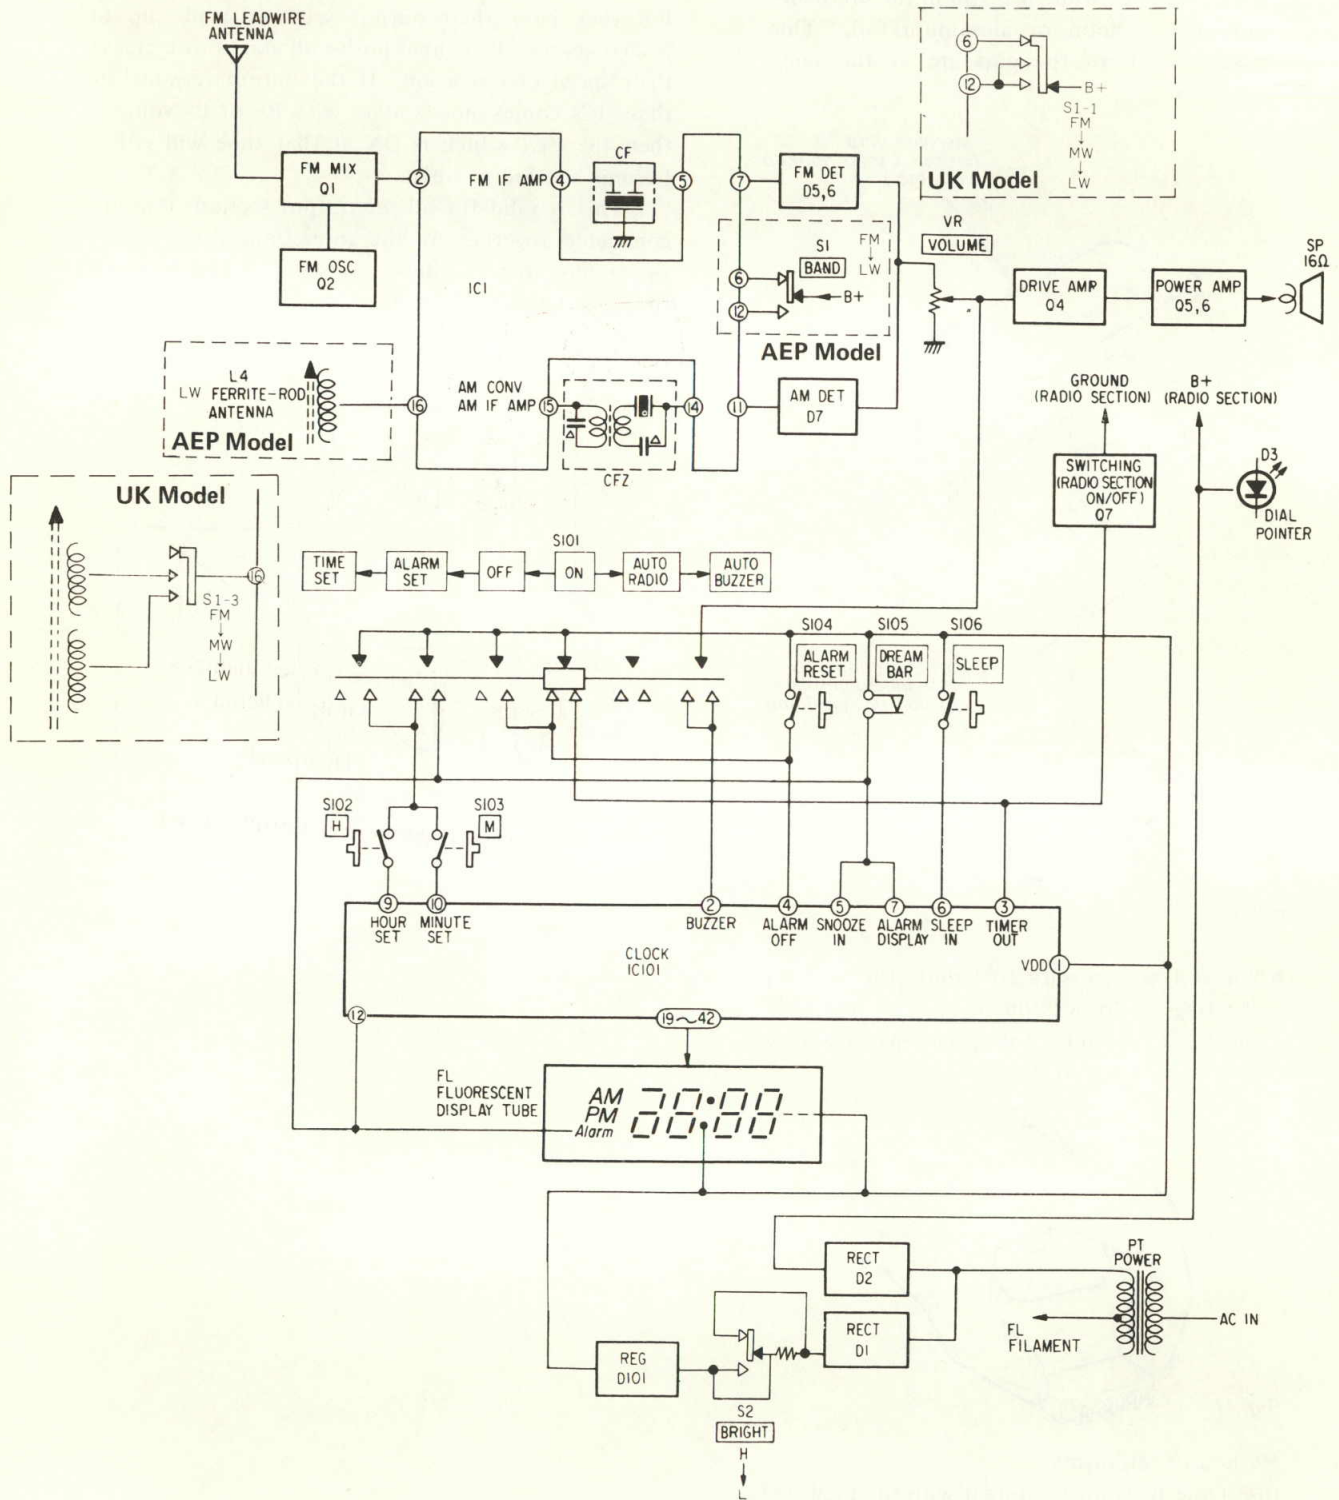 FM LEADWIRE
ANTENNA
FM MIX
Q1
FM OSC
Q2
2
FM IF AMP
4
CF
5
7
FM DET
D5,6
IC1
6
12
S1
BAND
FM
LW
B+
AEP Model
6
12
B+
S1-1
FM
MW
LW
UK Model
VR
VOLUME
DRIVE AMP
Q4
POWER AMP
Q5,6
SP
16Ω
L4
LW FERRITE-ROD
ANTENNA
AEP Model
16
AM CONV
AM IF AMP
15
14
CFZ
11
AM DET
D7
GROUND
(RADIO SECTION)
B+
(RADIO SECTION)
SWITCHING
(RADIO SECTION
ON/OFF)
Q7
D3
DIAL
POINTER
UK Model
16
S1-3
FM
MW
LW
S101
TIME
SET
ALARM
SET
OFF
ON
AUTO
RADIO
AUTO
BUZZER
S104
ALARM
RESET
S105
DREAM
BAR
S106
SLEEP
S102
H
S103
M
9
HOUR
SET
10
MINUTE
SET
2
BUZZER
4
ALARM
OFF
5
SNOOZE
IN
7
ALARM
DISPLAY
6
SLEEP
IN
3
TIMER
OUT
CLOCK
IC101
VDD
1
12
19～42
FL
FLUORESCENT
DISPLAY TUBE
AM
PM
Alarm
RECT
D2
RECT
D1
PT
POWER
AC IN
FL
FILAMENT
REG
D101
S2
BRIGHT
H
L